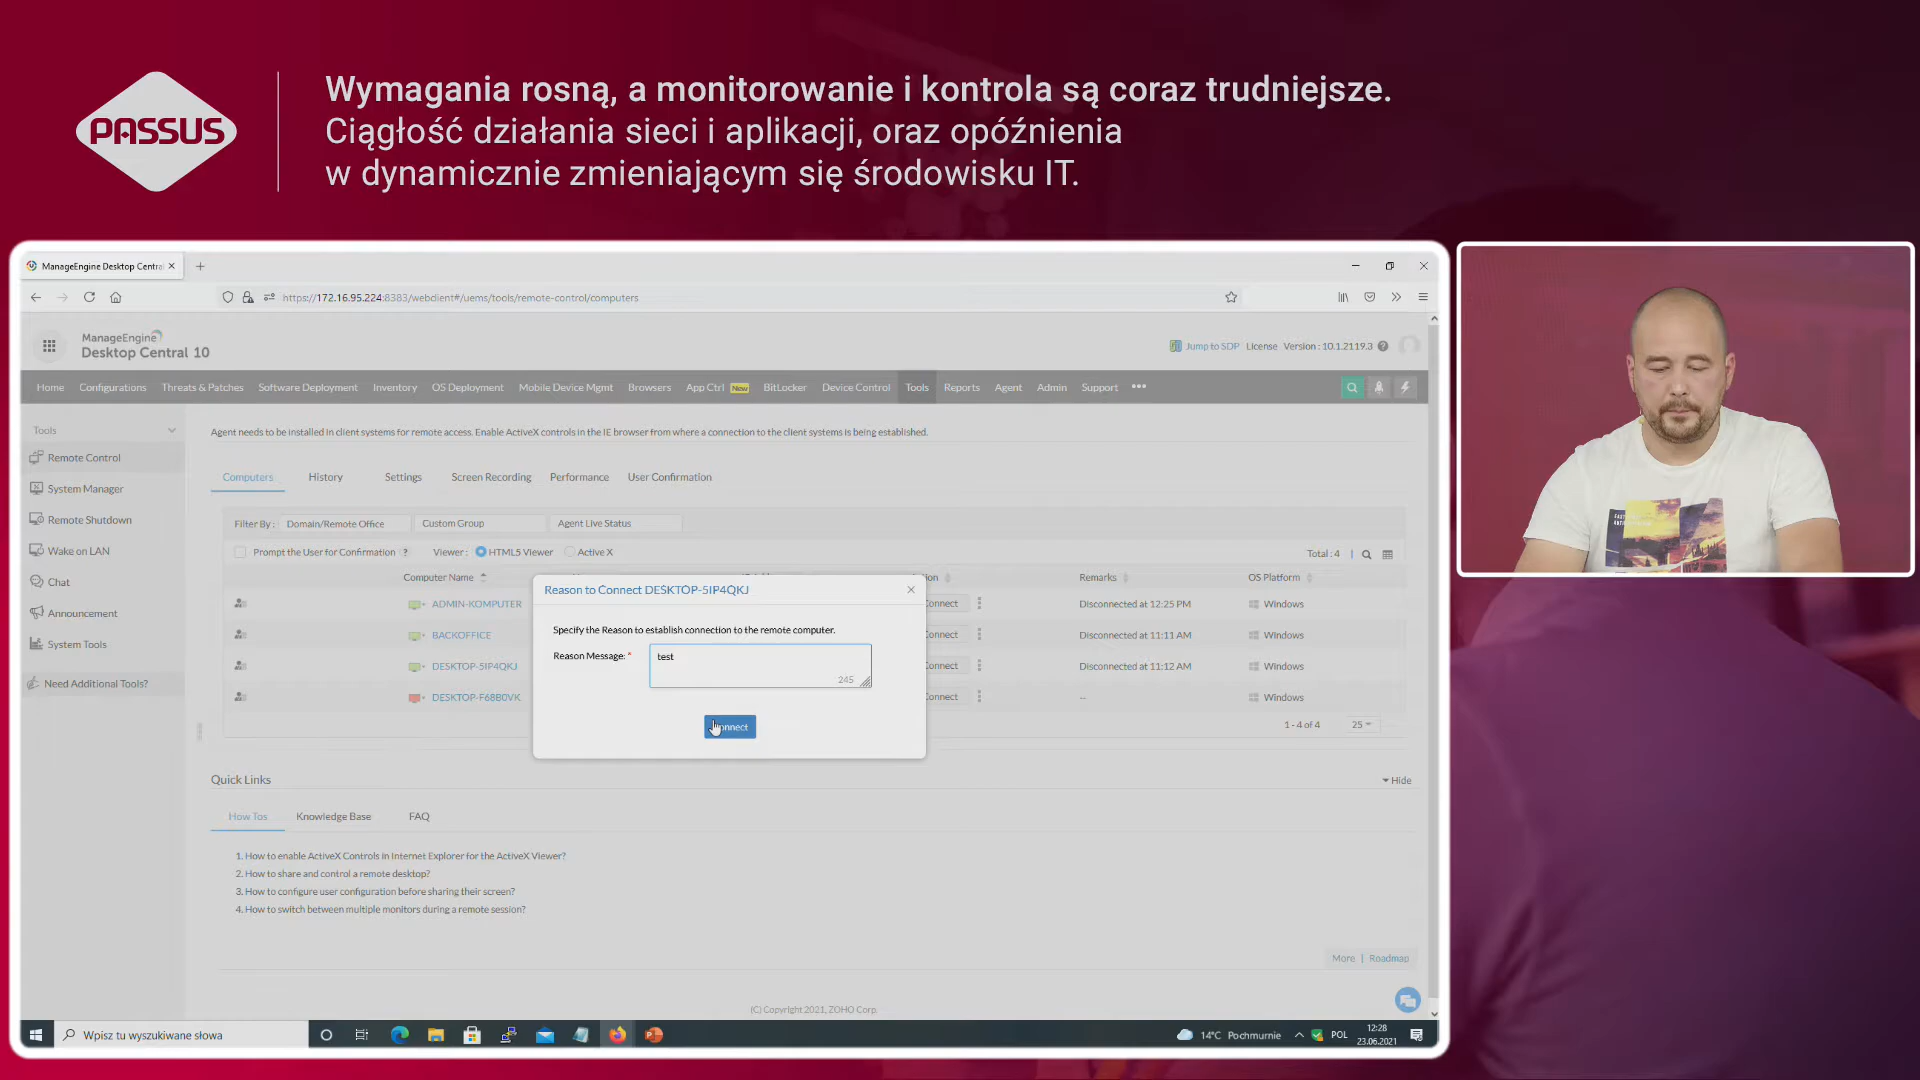 PASSUS
Wymagania rosną, a monitorowanie i kontrola są coraz trudniejsze.
Ciągłość działania sieci i aplikacji, oraz opóźnienia
w dynamicznie zmieniającym się środowisku IT.
ManageEngine Desktop Centra
https://172.16.95.224:8383/webclient#/uems/tools/remote-control/computers
ManageEngine
Desktop Central 10
Jump to SDP License Version : 10.1.2119.3
Home Configurations Threats & Patches Software Deployment Inventory OS Deployment Mobile Device Mgmt Browsers App Ctrl New BitLocker Device Control Tools Reports Agent Admin Support
Tools
Remote Control
System Manager
Remote Shutdown
Wake on LAN
Chat
Announcement
System Tools
Need Additional Tools?
Agent needs to be installed in client systems for remote access. Enable ActiveX controls in the IE browser from where a connection to the client systems is being established.
Computers History Settings Screen Recording Performance User Confirmation
Filter By : Domain/Remote Office Custom Group Agent Live Status
Prompt the User for Confirmation ? Viewer : HTML5 Viewer Active X Total : 4
Computer Name Remarks OS Platform
ADMIN-KOMPUTER onnect Disconnected at 12:25 PM Windows
BACKOFFICE onnect Disconnected at 11:11 AM Windows
DESKTOP-5IP4QKJ onnect Disconnected at 11:12 AM Windows
DESKTOP-F68B0VK onnect -- Windows
1 - 4 of 4 25
Reason to Connect DESKTOP-5IP4QKJ
Specify the Reason to establish connection to the remote computer.
Reason Message: * test
245
onnect
Quick Links Hide
How Tos Knowledge Base FAQ
1. How to enable ActiveX Controls in Internet Explorer for the ActiveX Viewer?
2. How to share and control a remote desktop?
3. How to configure user configuration before sharing their screen?
4. How to switch between multiple monitors during a remote session?
More | Roadmap
(C) Copyright 2021, ZOHO Corp.
Wpisz tu wyszukiwane słowa
14°C Pochmurnie POL 12:28
23.06.2021